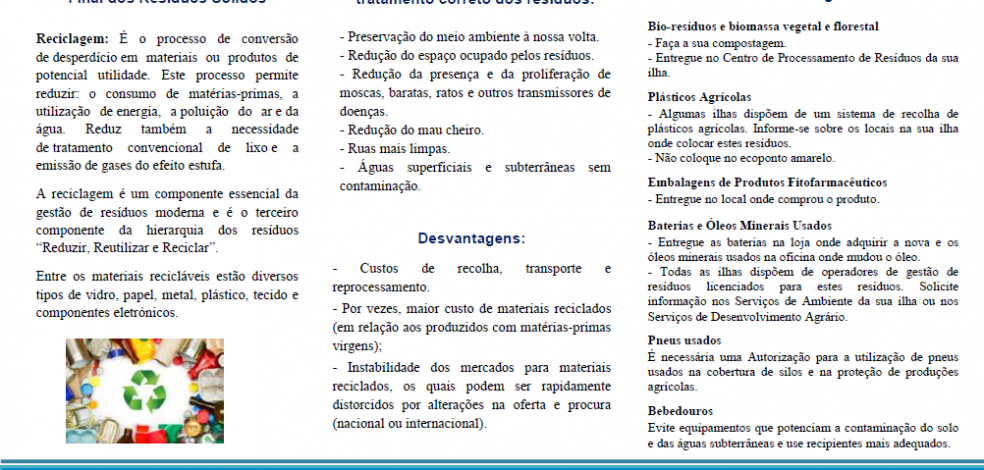 Final dos Resíduos Sólidos
Reciclagem: É o processo de conversão
de desperdício em materiais ou produtos de
potencial utilidade. Este processo permite
reduzir: o consumo de matérias-primas, a
utilização de energia, a poluição do ar e da
água. Reduz também a necessidade
de tratamento convencional de lixo e a
emissão de gases do efeito estufa.
A reciclagem é um componente essencial da
gestão de resíduos moderna e é o terceiro
componente da hierarquia dos resíduos
“Reduzir, Reutilizar e Reciclar”.
Entre os materiais recicláveis estão diversos
tipos de vidro, papel, metal, plástico, tecido e
componentes eletrónicos.
tratamento correto dos resíduos:
- Preservação do meio ambiente à nossa volta.
- Redução do espaço ocupado pelos resíduos.
- Redução da presença e da proliferação de
moscas, baratas, ratos e outros transmissores de
doenças.
- Redução do mau cheiro.
- Ruas mais limpas.
- Águas superficiais e subterrâneas sem
contaminação.
Desvantagens:
- Custos de recolha, transporte e
reprocessamento.
- Por vezes, maior custo de materiais reciclados
(em relação aos produzidos com matérias-primas
virgens);
- Instabilidade dos mercados para materiais
reciclados, os quais podem ser rapidamente
distorcidos por alterações na oferta e procura
(nacional ou internacional).
Bio-resíduos e biomassa vegetal e florestal
- Faça a sua compostagem.
- Entregue no Centro de Processamento de Resíduos da sua
ilha.
Plásticos Agrícolas
- Algumas ilhas dispõem de um sistema de recolha de
plásticos agrícolas. Informe-se sobre os locais na sua ilha
onde colocar estes resíduos.
- Não coloque no ecoponto amarelo.
Embalagens de Produtos Fitofarmacêuticos
- Entregue no local onde comprou o produto.
Baterias e Óleos Minerais Usados
- Entregue as baterias na loja onde adquirir a nova e os
óleos minerais usados na oficina onde mudou o óleo.
- Todas as ilhas dispõem de operadores de gestão de
resíduos licenciados para estes resíduos. Solicite
informação nos Serviços de Ambiente da sua ilha ou nos
Serviços de Desenvolvimento Agrário.
Pneus usados
É necessária uma Autorização para a utilização de pneus
usados na cobertura de silos e na proteção de produções
agrícolas.
Bebedouros
Evite equipamentos que potenciam a contaminação do solo
e das águas subterrâneas e use recipientes mais adequados.